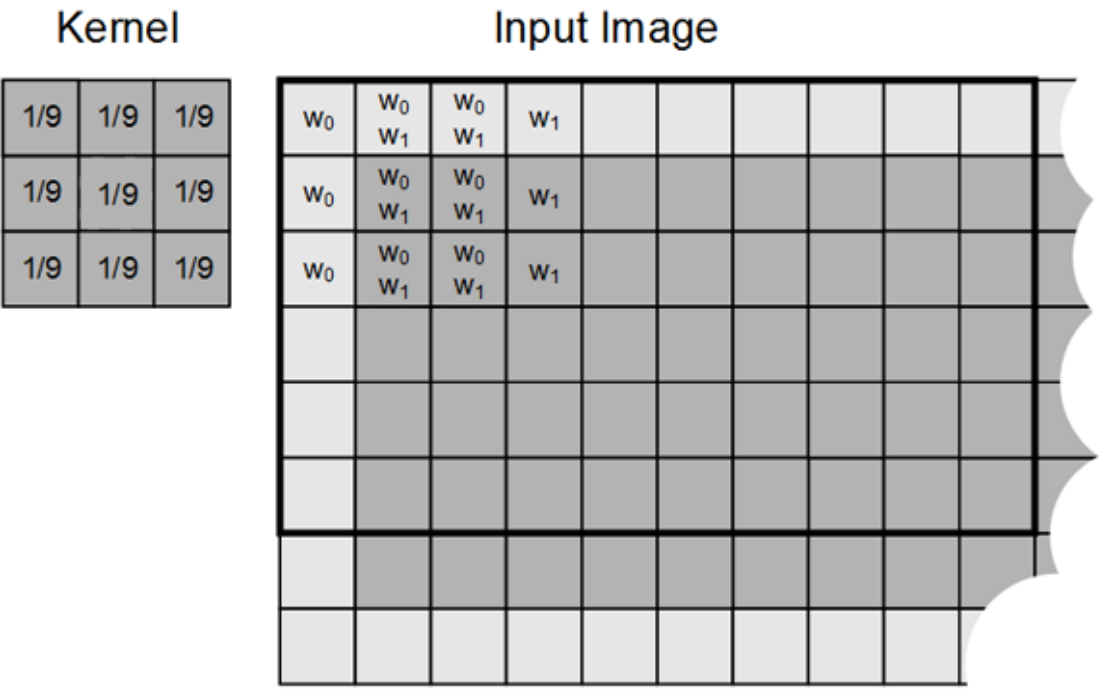 Kernel
Input Image
1/9 1/9 1/9
1/9 1/9 1/9
1/9 1/9 1/9
w₀ w₀ w₁ w₀ w₁ w₁
w₀ w₀ w₁ w₀ w₁ w₁
w₀ w₀ w₁ w₀ w₁ w₁